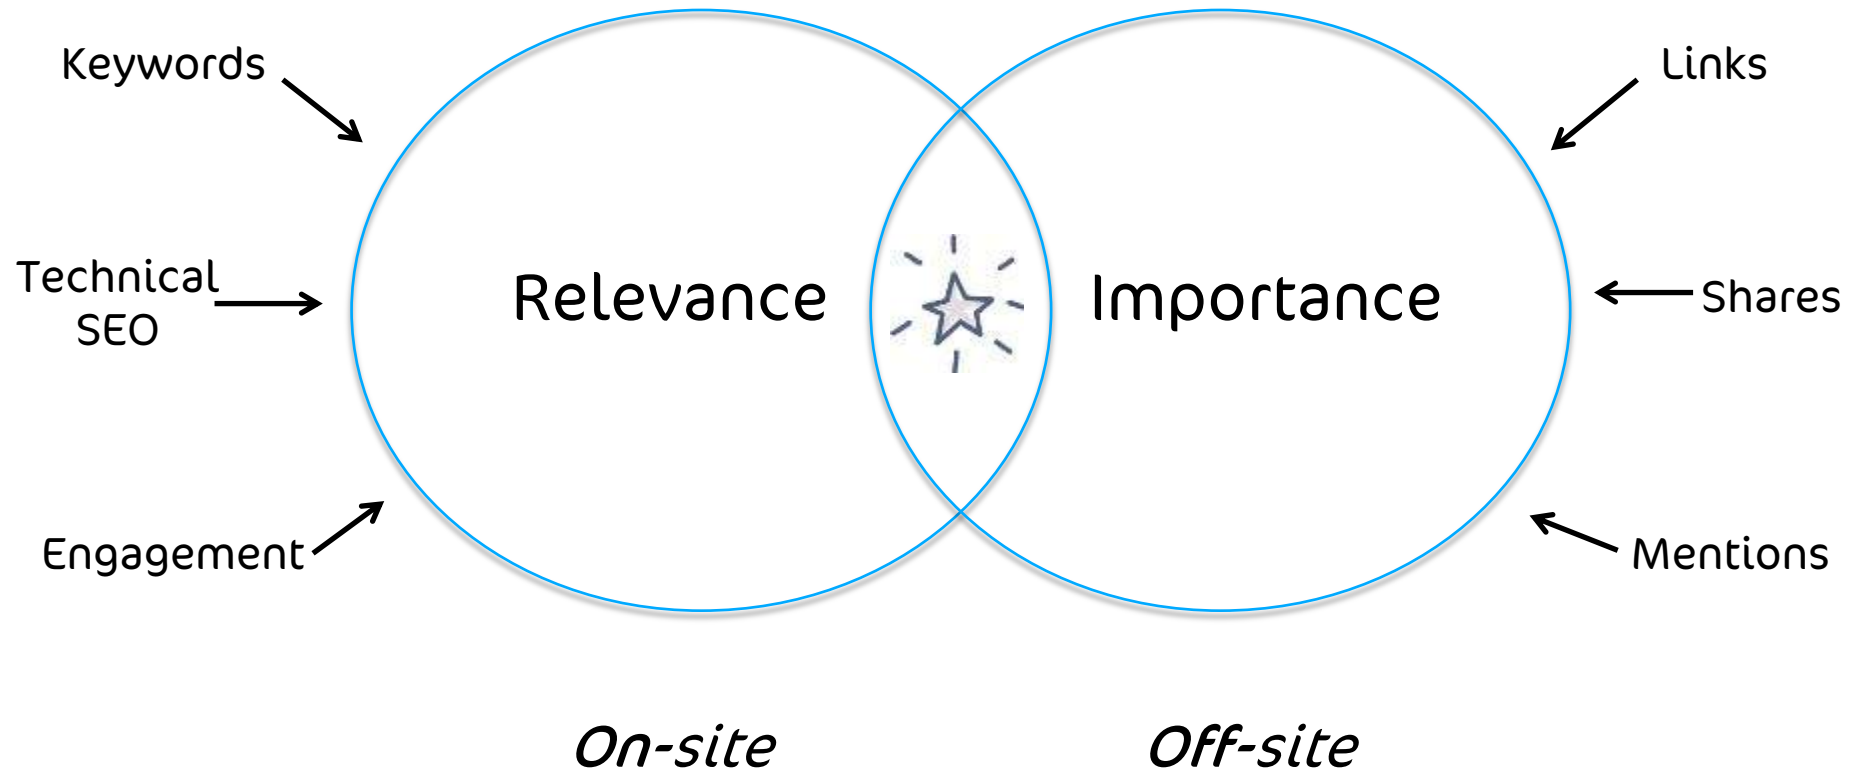 Keywords
Links
Technical
SEO
Relevance
Importance
Shares
Engagement
Mentions
On-site
Off-site